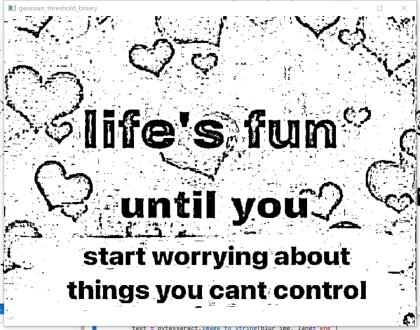 gaussian_threshold_binary
life's fun
until you
start worrying about
things you cant control
text = pytesseract.image_to_string(blur_img, lang='eng')